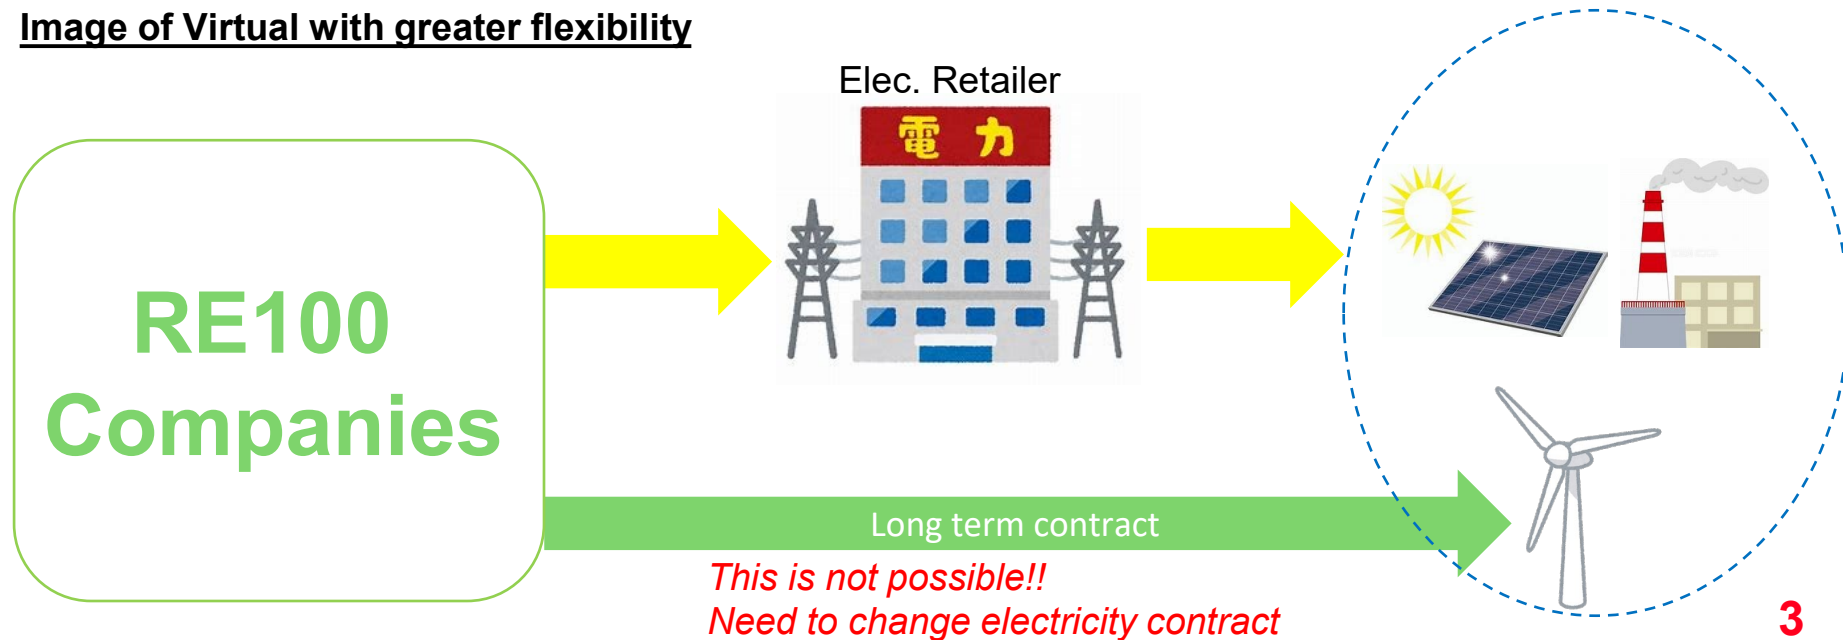 Image of Virtual with greater flexibility
Elec. Retailer
電力
RE100
Companies
Long term contract
This is not possible!!
Need to change electricity contract
3